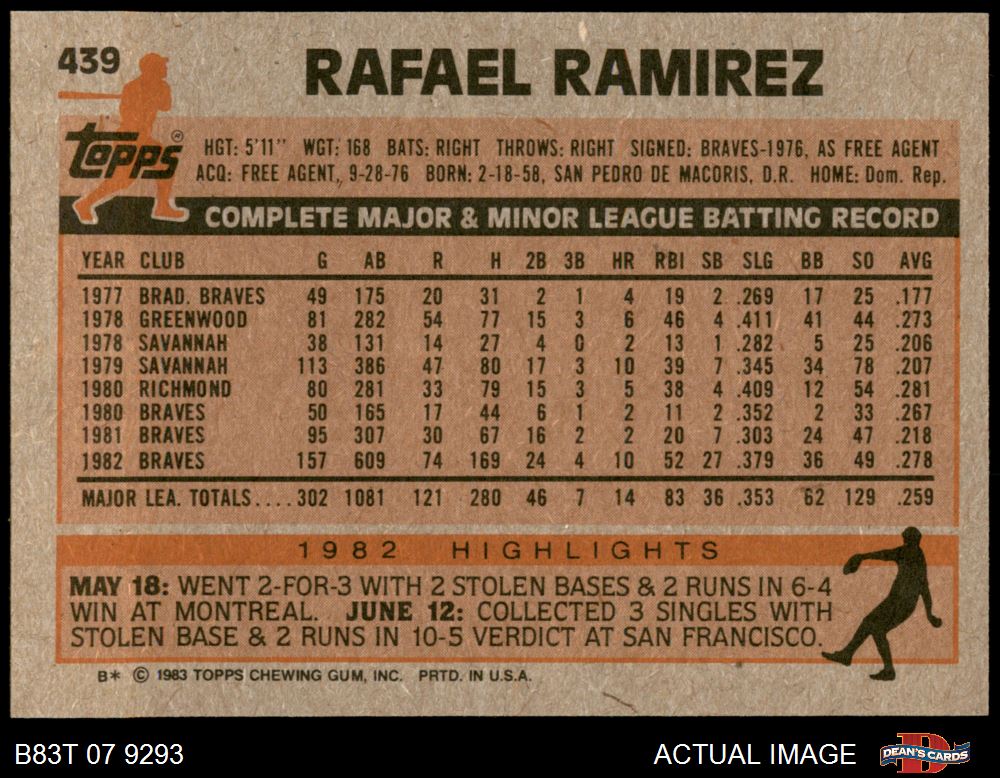 439
RAFAEL RAMIREZ
Topps ®
HGT: 5'11" WGT: 168 BATS: RIGHT THROWS: RIGHT SIGNED: BRAVES-1976, AS FREE AGENT
ACQ: FREE AGENT, 9-28-76 BORN: 2-18-58, SAN PEDRO DE MACORIS, D.R. HOME: Dom. Rep.
COMPLETE MAJOR & MINOR LEAGUE BATTING RECORD
YEAR CLUB G AB R H 2B 3B HR RBI SB SLG BB SO AVG
1977 BRAD. BRAVES 49 175 20 31 2 1 4 19 2 .269 17 25 .177
1978 GREENWOOD 81 282 54 77 15 3 6 46 4 .411 41 44 .273
1978 SAVANNAH 38 131 14 27 4 0 2 13 1 .282 5 25 .206
1979 SAVANNAH 113 386 47 80 17 3 10 39 7 .345 34 78 .207
1980 RICHMOND 80 281 33 79 15 3 5 38 4 .409 12 54 .281
1980 BRAVES 50 165 17 44 6 1 2 11 2 .352 2 33 .267
1981 BRAVES 95 307 30 67 16 2 2 20 7 .303 24 47 .218
1982 BRAVES 157 609 74 169 24 4 10 52 27 .379 36 49 .278
MAJOR LEA. TOTALS.... 302 1081 121 280 46 7 14 83 36 .353 62 129 .259
1982 HIGHLIGHTS
MAY 18: WENT 2-FOR-3 WITH 2 STOLEN BASES & 2 RUNS IN 6-4
WIN AT MONTREAL. JUNE 12: COLLECTED 3 SINGLES WITH
STOLEN BASE & 2 RUNS IN 10-5 VERDICT AT SAN FRANCISCO.
B* © 1983 TOPPS CHEWING GUM, INC. PRTD. IN U.S.A.
B83T 07 9293
ACTUAL IMAGE
D
DEAN'S CARDS